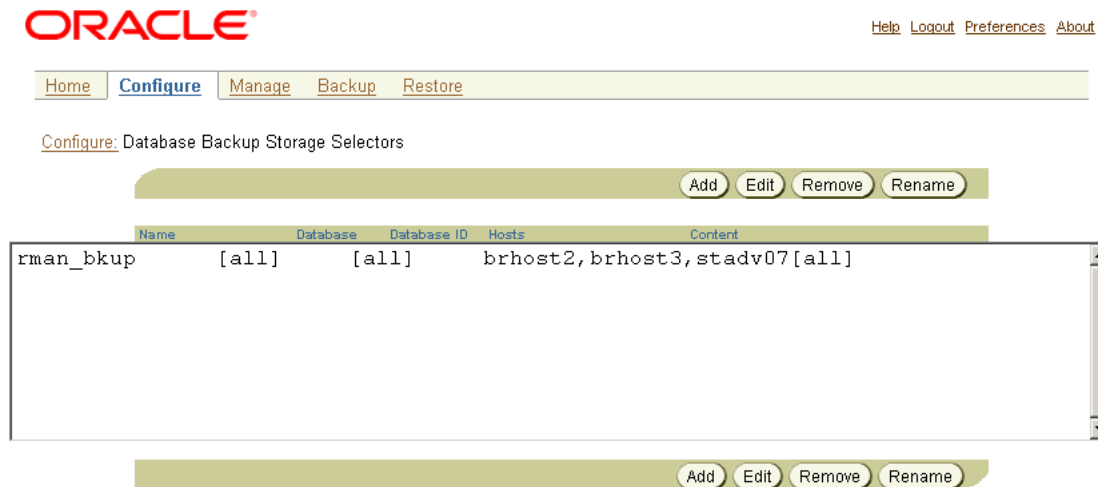 ORACLE®
Help Logout Preferences About
Home Configure Manage Backup Restore
Configure: Database Backup Storage Selectors
Add Edit Remove Rename
Name Database Database ID Hosts Content
rman_bkup [all] [all] brhost2,brhost3,stadv07[all]
Add Edit Remove Rename